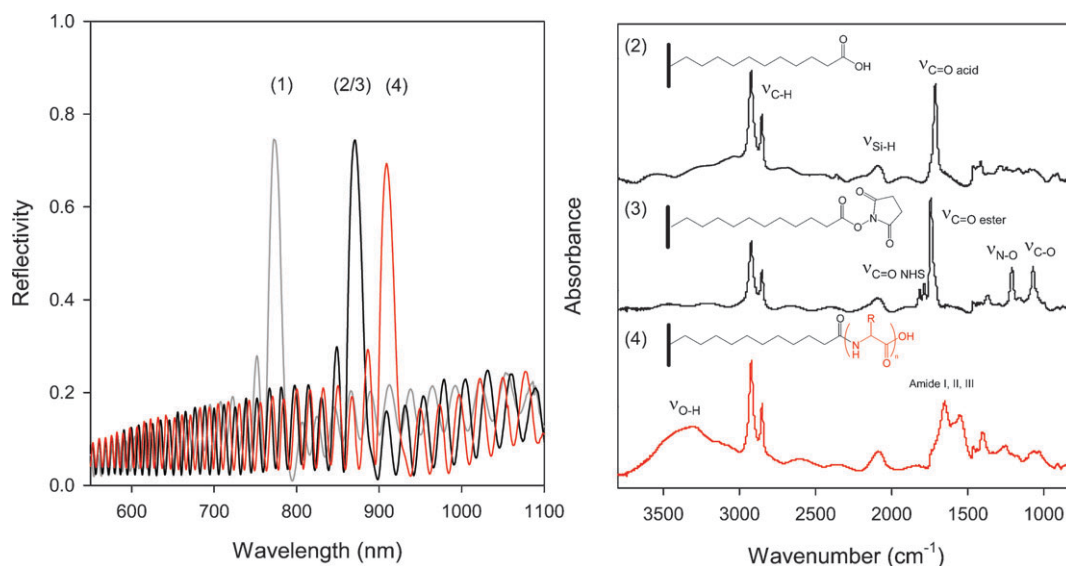 1.0
0.8
0.6
0.4
0.2
0.0
Reflectivity
(1)
(2/3)
(4)
600
700
800
900
1000
1100
Wavelength (nm)
Absorbance
(2)
O
OH
νC-H
νSi-H
νC=O acid
(3)
O
O
N
O
O
νC=O NHS
νC=O ester
νN-O
νC-O
(4)
O
N
H
R
O
n
OH
νO-H
Amide I, II, III
3500
3000
2500
2000
1500
1000
Wavenumber (cm⁻¹)